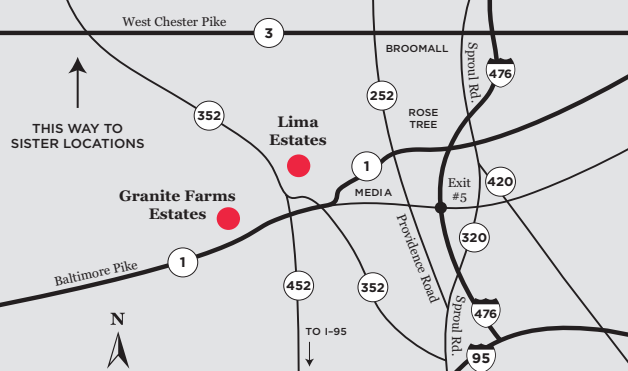 West Chester Pike
3
BROOMALL
Sproul Rd.
476
THIS WAY TO
SISTER LOCATIONS
352
252
ROSE
TREE
Lima
Estates
1
MEDIA
Exit
#5
420
Granite Farms
Estates
Providence Road
320
Baltimore Pike
1
452
352
Sproul Rd.
476
N
TO I-95
95